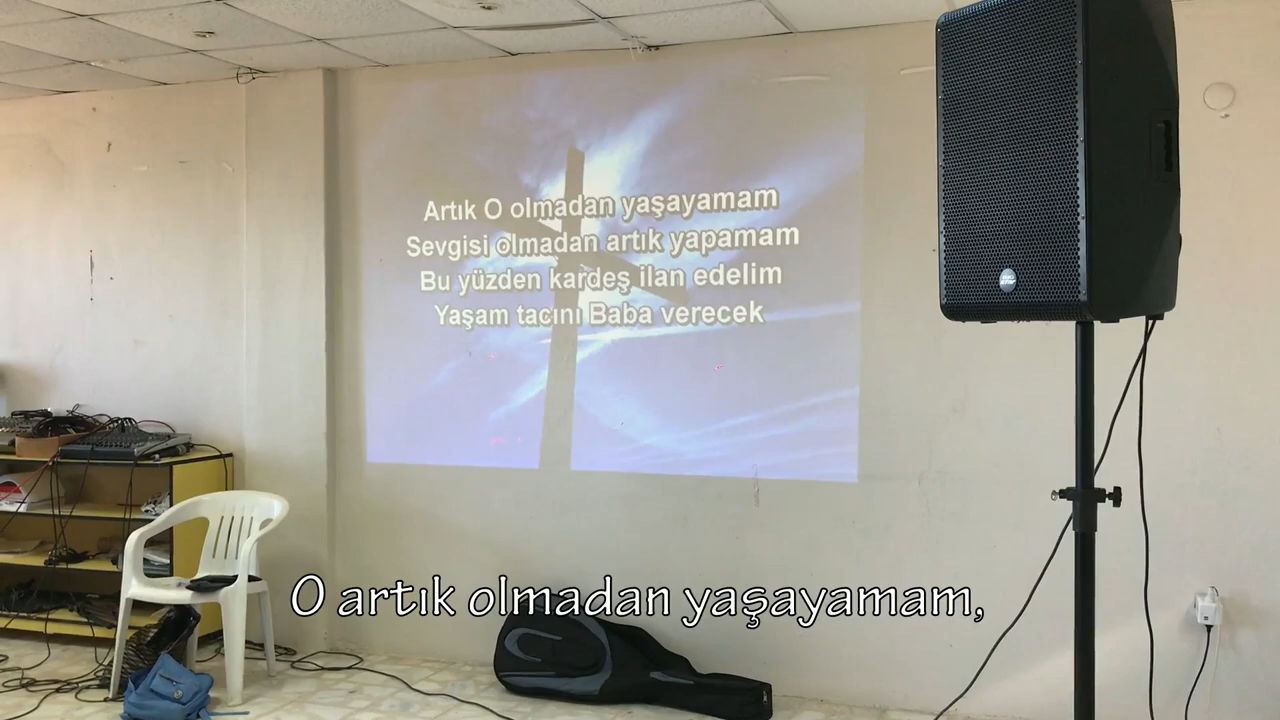 Artık O olmadan yaşayamam
Sevgisi olmadan artık yapamam
Bu yüzden kardeş ilan edelim
Yaşam tacını Baba verecek
O artık olmadan yaşayamam,